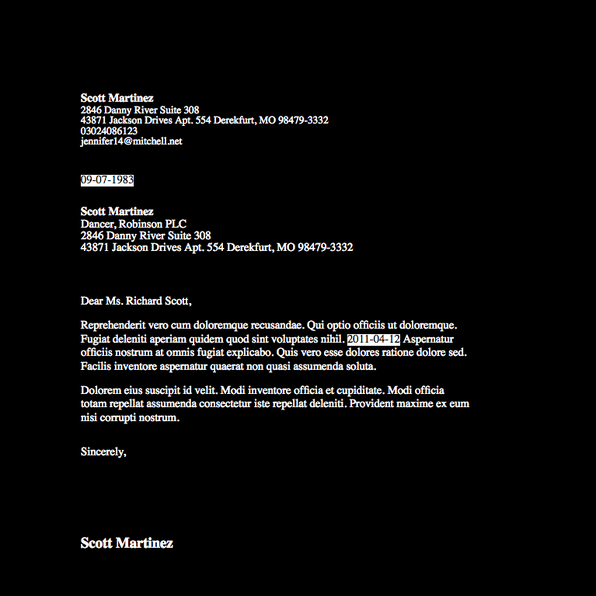 Scott Martinez
2846 Danny River Suite 308
43871 Jackson Drives Apt. 554 Derekfurt, MO 98479-3332
03024086123
jennifer14@mitchell.net
09-07-1983
Scott Martinez
Dancer, Robinson PLC
2846 Danny River Suite 308
43871 Jackson Drives Apt. 554 Derekfurt, MO 98479-3332
Dear Ms. Richard Scott,
Reprehenderit vero cum doloremque recusandae. Qui optio officiis ut doloremque.
Fugiat deleniti aperiam quidem quod sint voluptates nihil. 2011-04-12 Aspernatur
officiis nostrum at omnis fugiat explicabo. Quis vero esse dolores ratione dolore sed.
Facilis inventore aspernatur quaerat non quasi assumenda soluta.
Dolorem eius suscipit id velit. Modi inventore officia et cupiditate. Modi officia
totam repellat assumenda consectetur iste repellat deleniti. Provident maxime ex eum
nisi corrupti nostrum.
Sincerely,
Scott Martinez